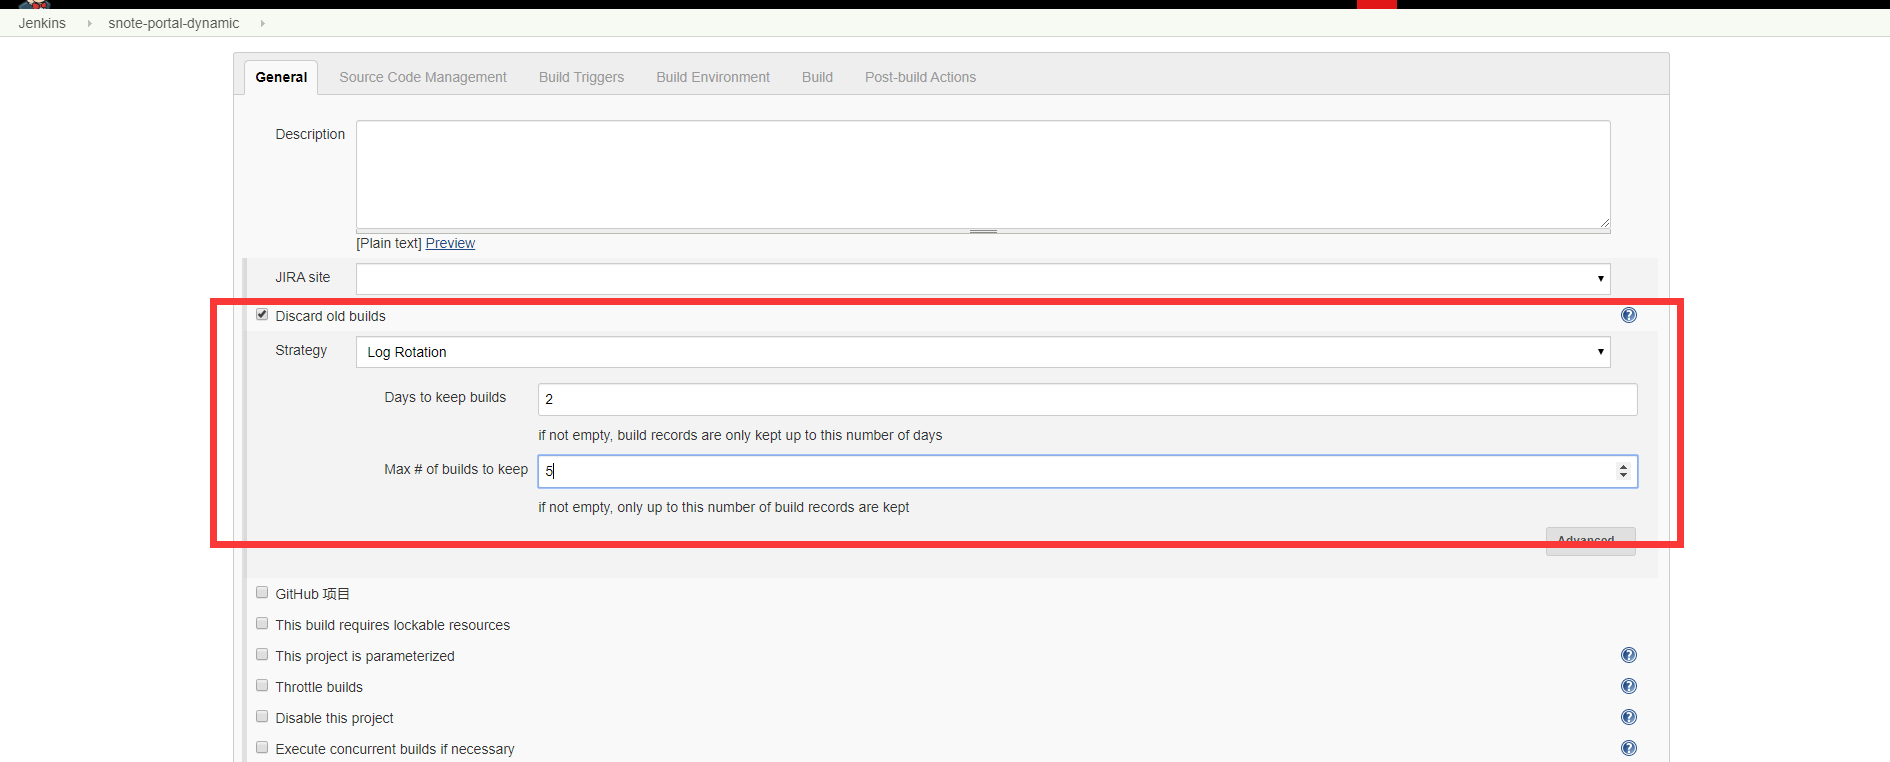 Jenkins snote-portal-dynamic
General Source Code Management Build Triggers Build Environment Build Post-build Actions
Description
[Plain text] Preview
JIRA site
Discard old builds
Strategy Log Rotation
Days to keep builds 2
if not empty, build records are only kept up to this number of days
Max # of builds to keep 5
if not empty, only up to this number of build records are kept
Advanced...
GitHub 项目
This build requires lockable resources
This project is parameterized
Throttle builds
Disable this project
Execute concurrent builds if necessary